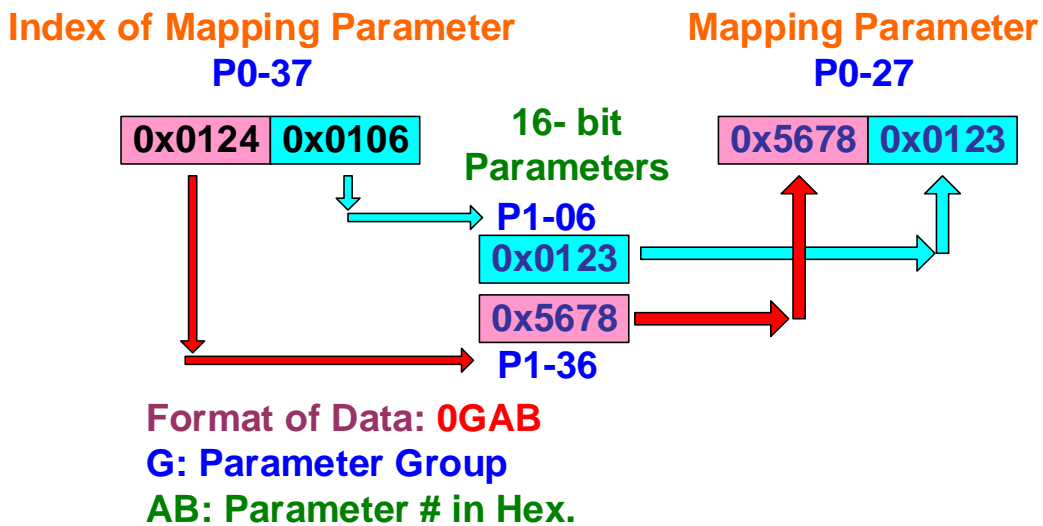 Index of Mapping Parameter
P0-37
Mapping Parameter
P0-27
0x0124 0x0106
16- bit
Parameters
0x5678 0x0123
P1-06
0x0123
0x5678
P1-36
Format of Data: 0GAB
G: Parameter Group
AB: Parameter # in Hex.